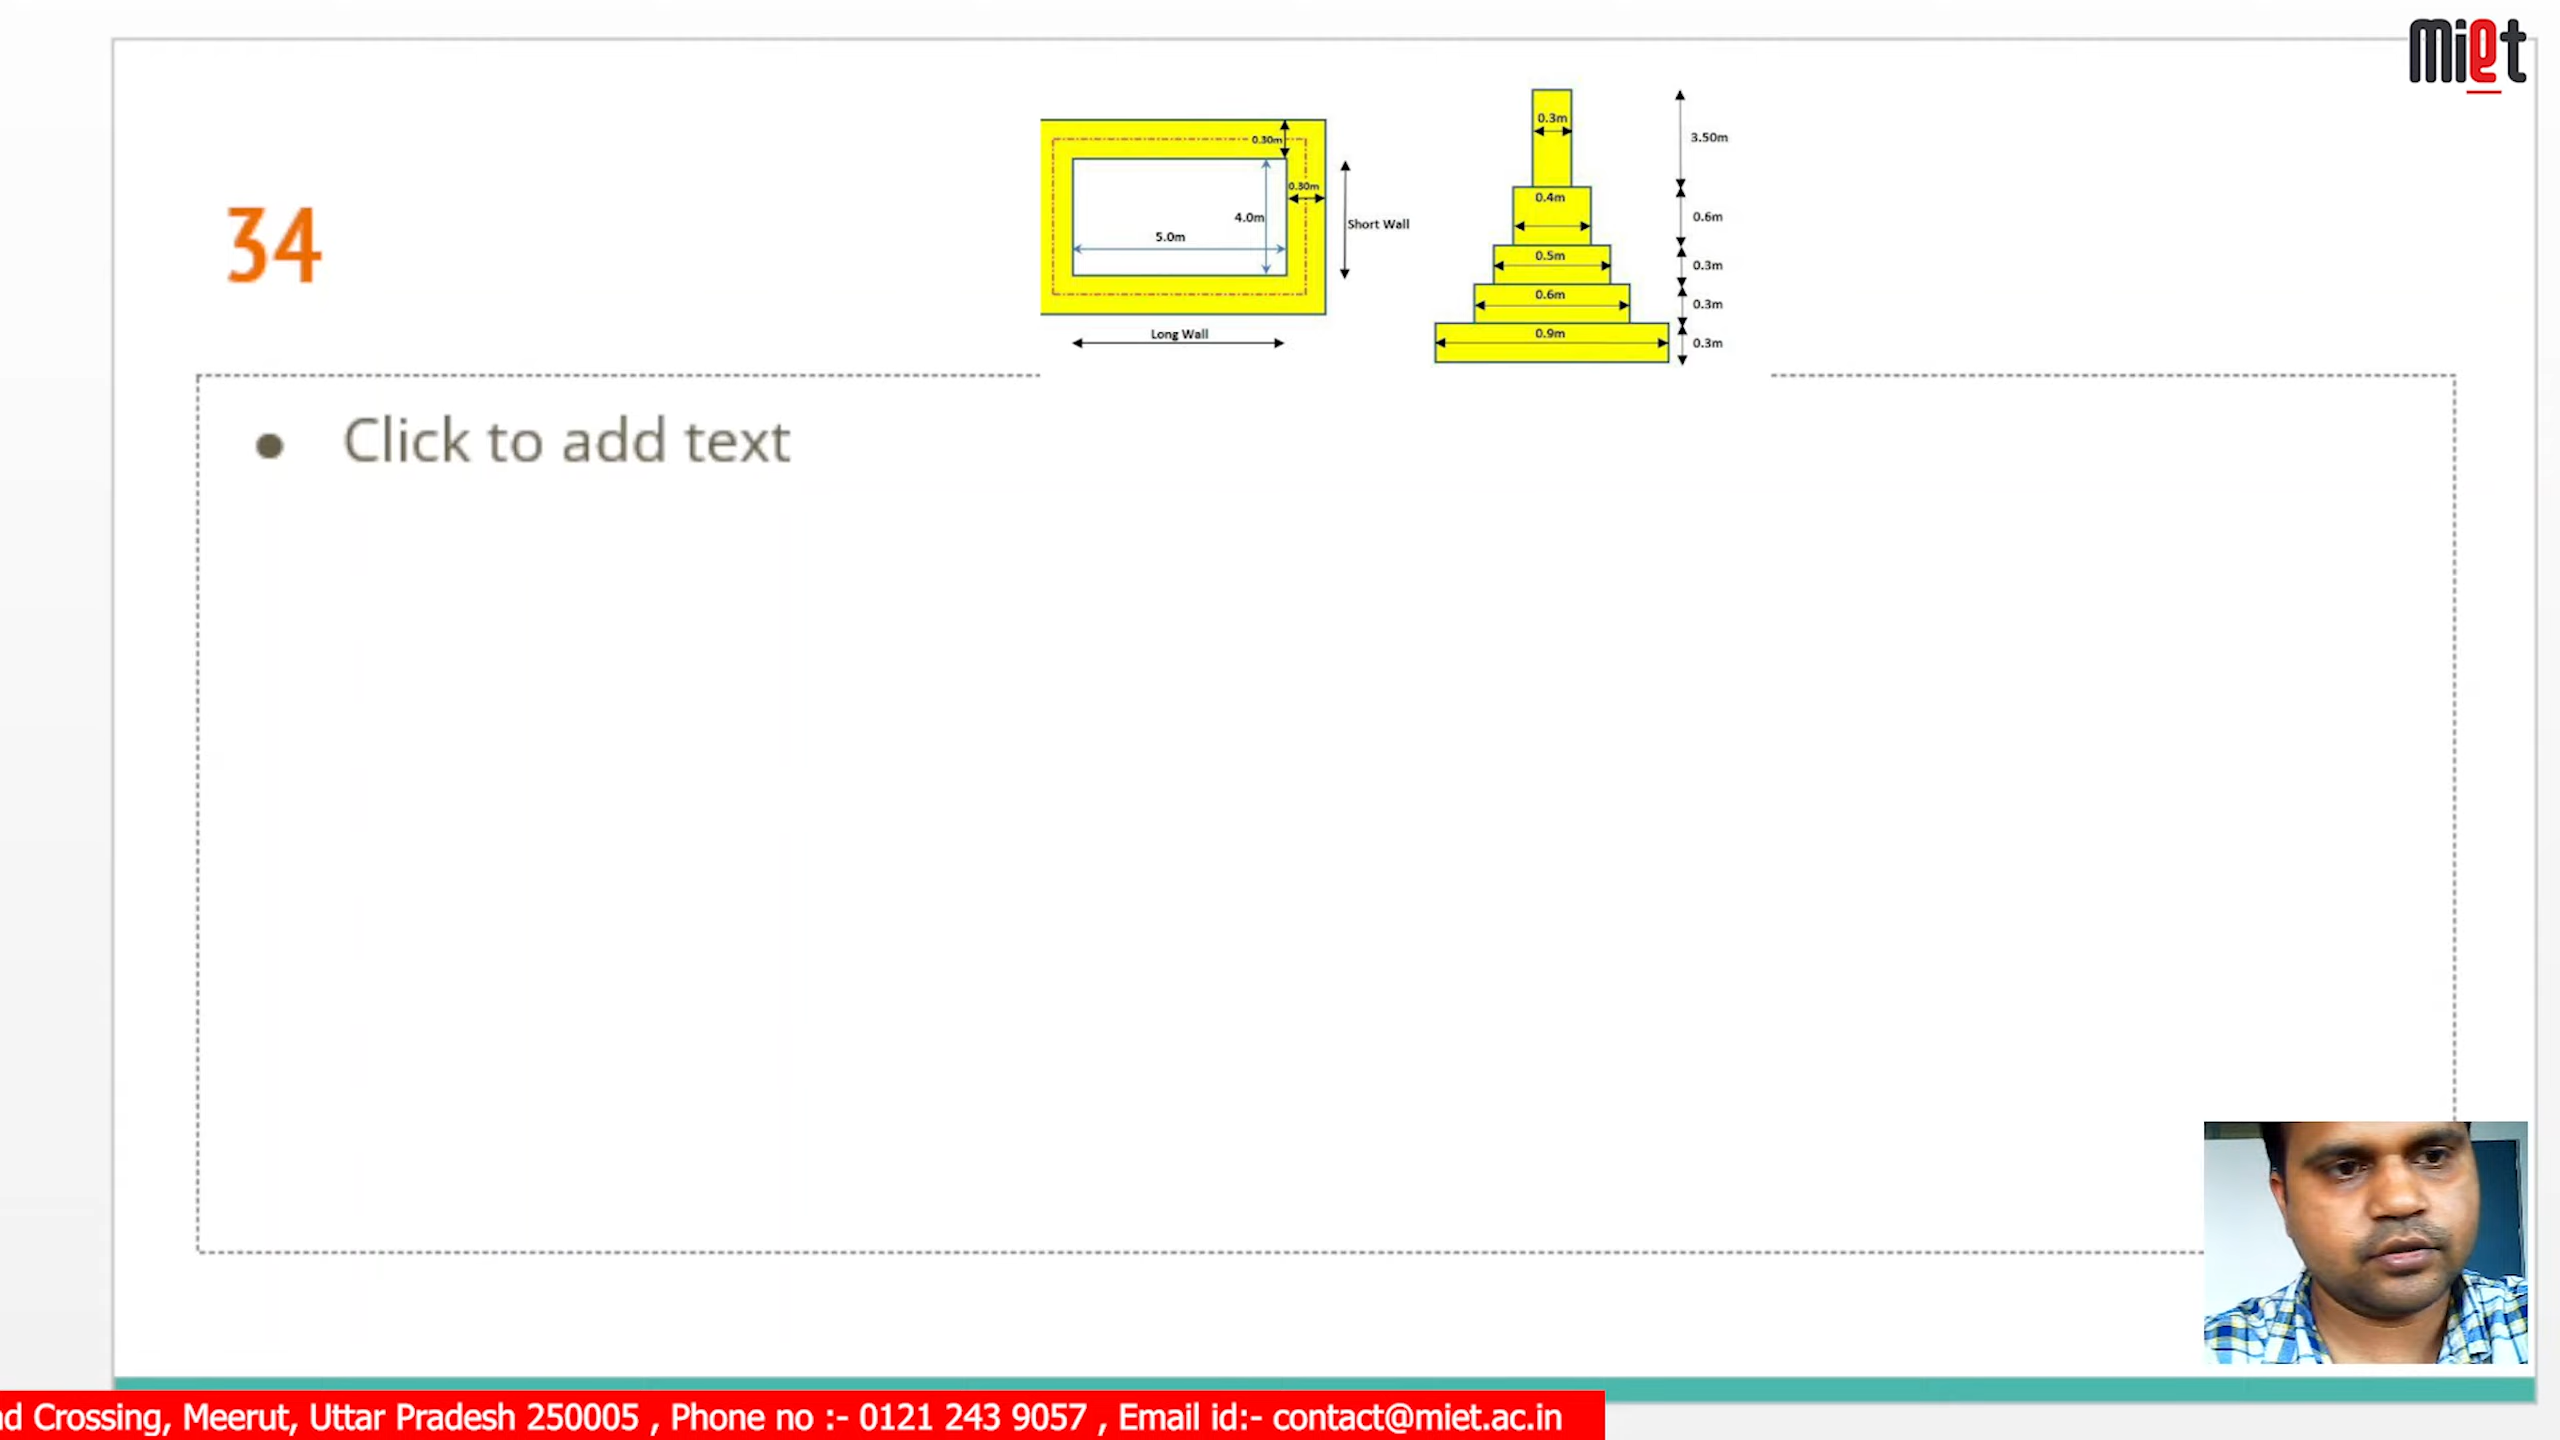 miet
0.3m
3.50m
0.30m
0.30m
0.4m
0.6m
4.0m
Short Wall
5.0m
0.5m
0.3m
34
0.6m
0.3m
Long Wall
0.9m
0.3m
● Click to add text
d Crossing, Meerut, Uttar Pradesh 250005 , Phone no :- 0121 243 9057 , Email id:- contact@miet.ac.in